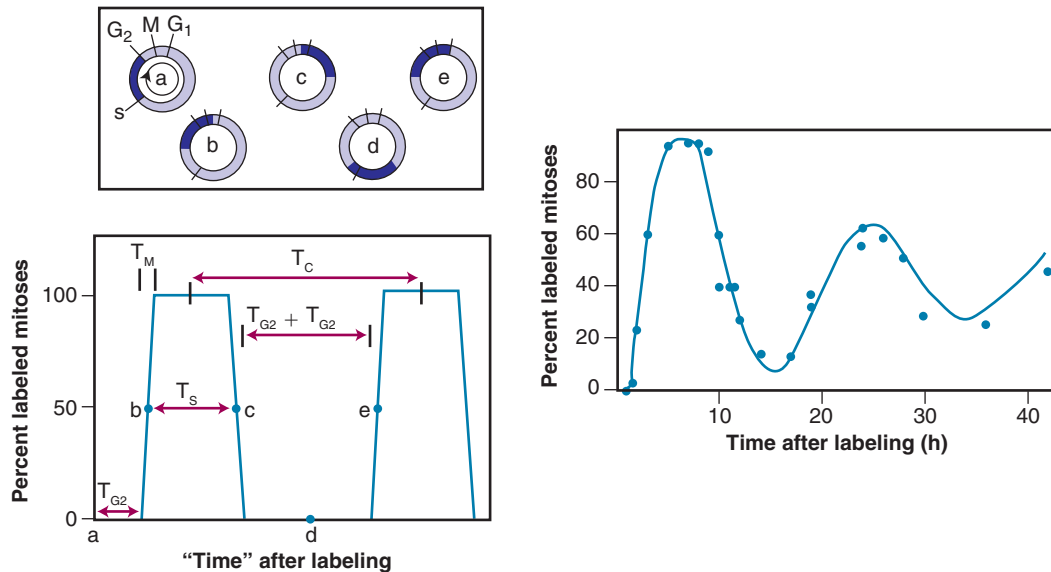 G2 M G1
a
c
e
S
b
d
Percent labeled mitoses
TM
TC
100
TG2 + TG2
b
TS
c
e
50
TG2
0
a
d
“Time” after labeling
Percent labeled mitoses
80
60
40
20
0
10 20 30 40
Time after labeling (h)